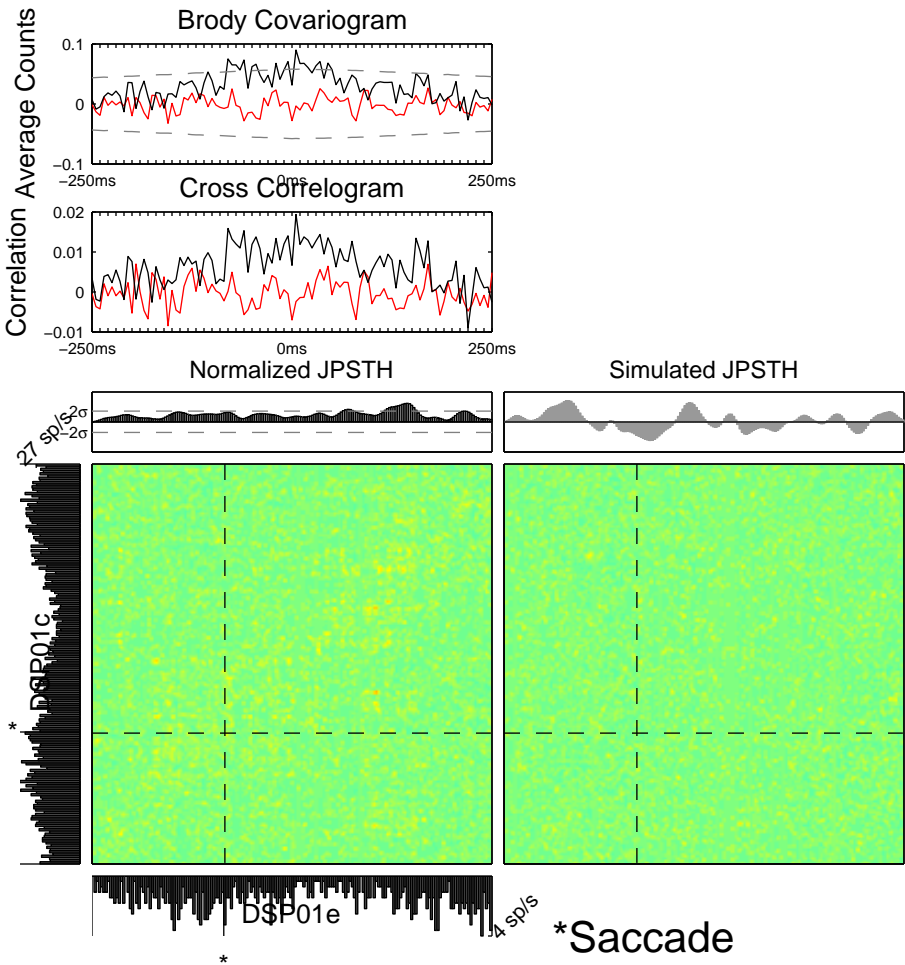 Brody Covariogram
Average Counts
0.1
0
−0.1
−250ms
0ms
250ms
Cross Correlogram
Correlation
0.02
0.01
0
−0.01
−250ms
0ms
250ms
Normalized JPSTH
Simulated JPSTH
2σ
−2σ
27 sp/s
DSP01c
*
DSP01e
4 sp/s
*
*Saccade